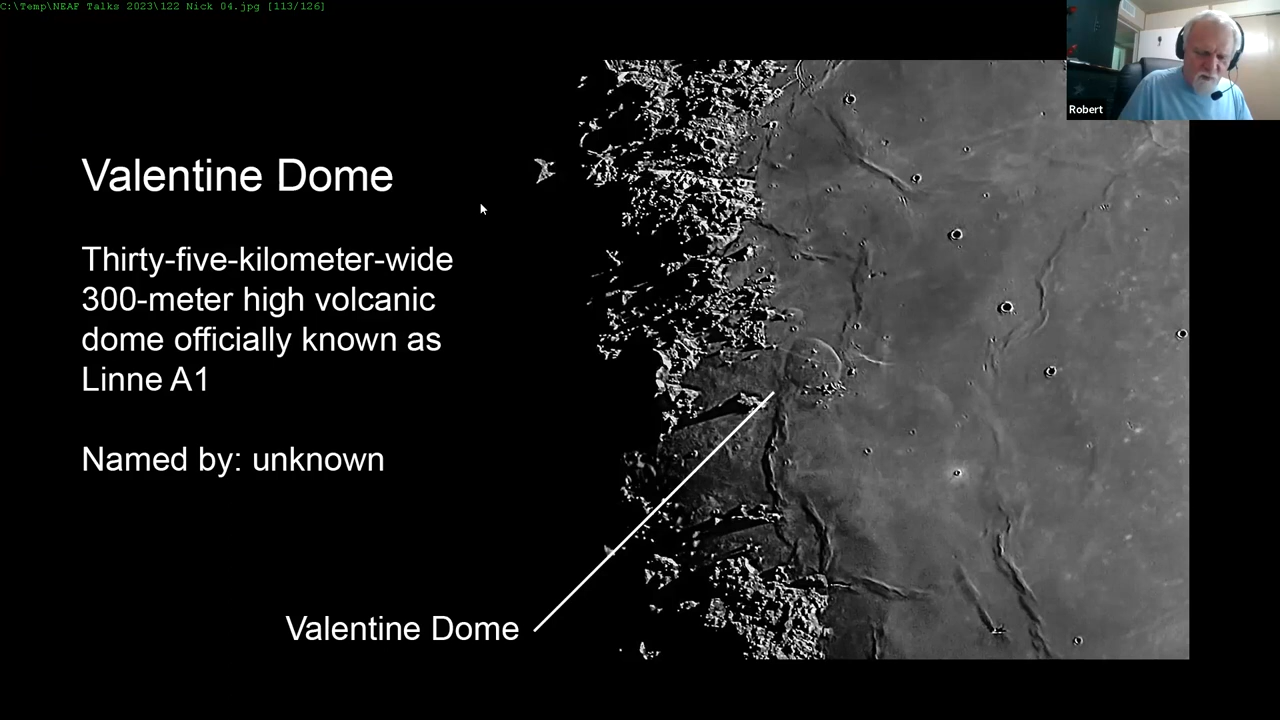 C:\Temp\NEAF Talks 2023\122 Nick 04.jpg [113/126]
Robert
Valentine Dome
Thirty-five-kilometer-wide
300-meter high volcanic
dome officially known as
Linne A1
Named by: unknown
Valentine Dome